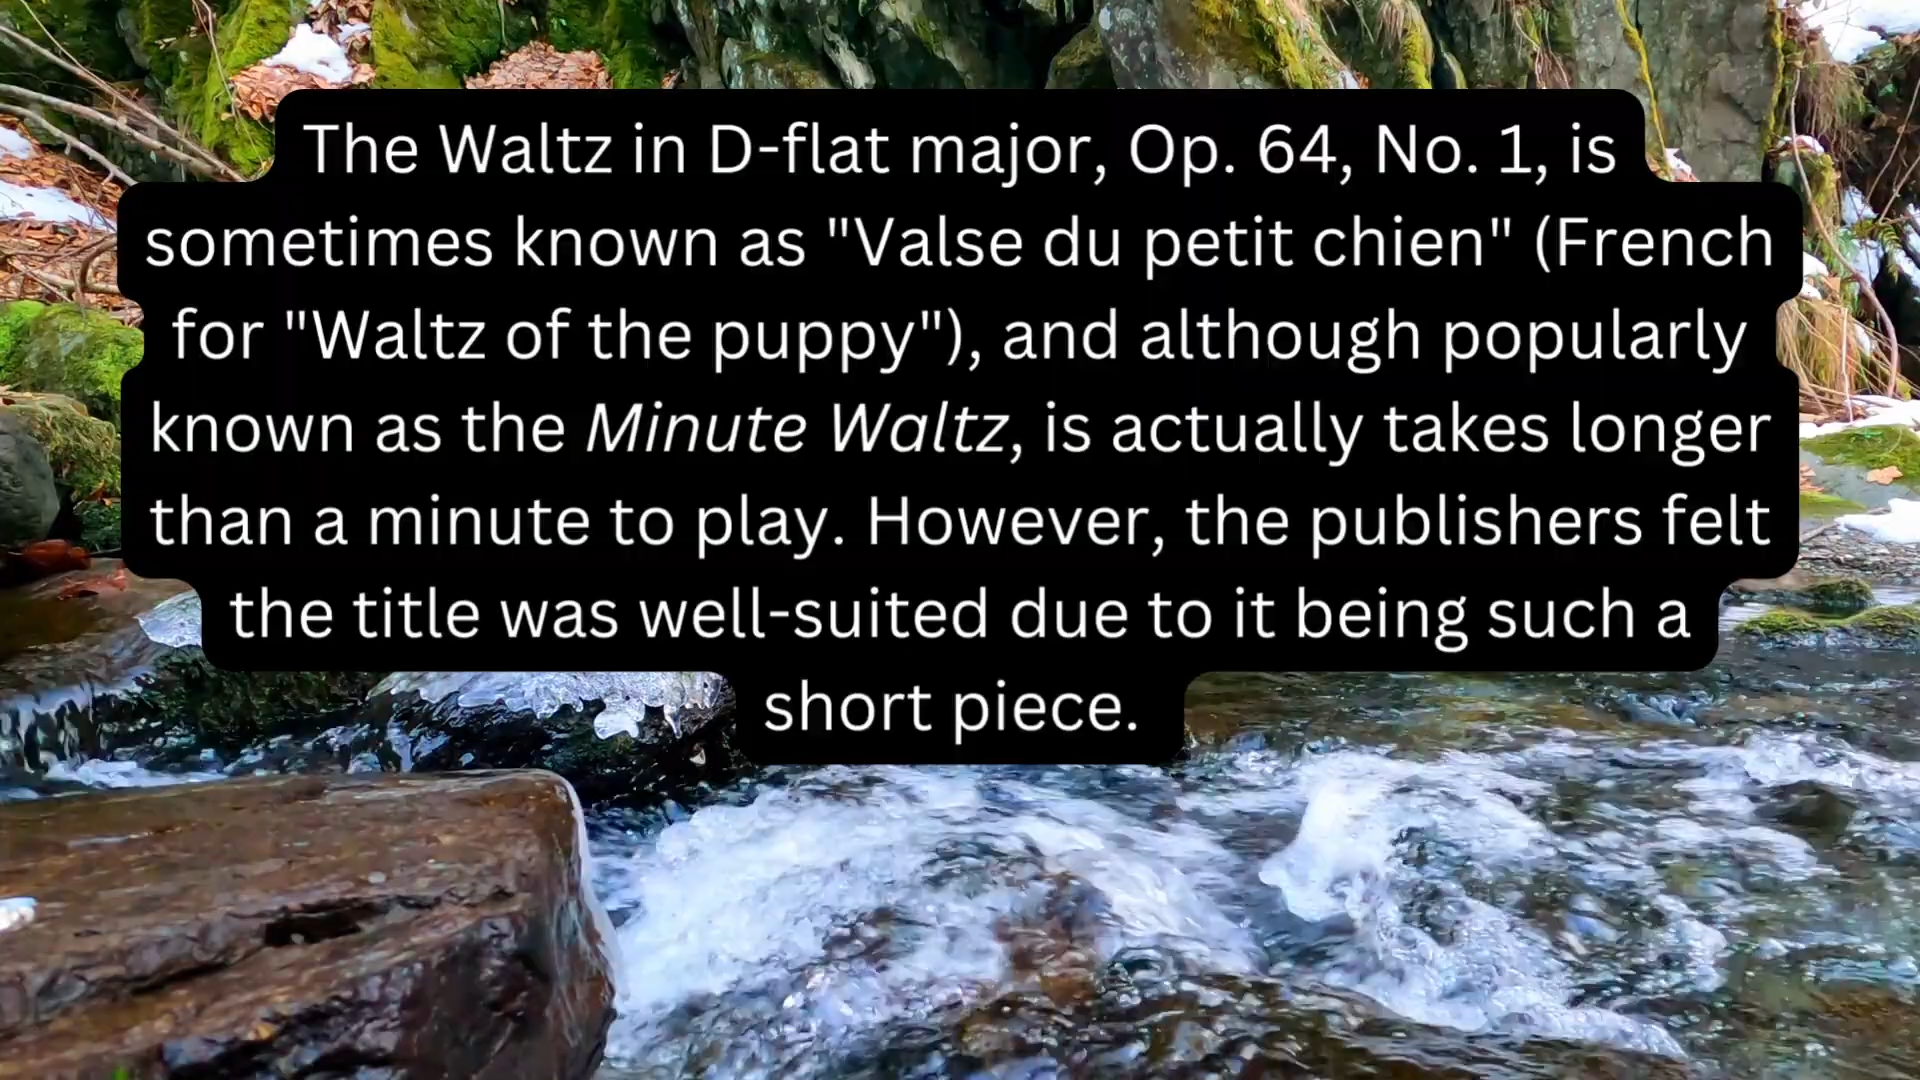 The Waltz in D-flat major, Op. 64, No. 1, is
sometimes known as "Valse du petit chien" (French
for "Waltz of the puppy"), and although popularly
known as the Minute Waltz, is actually takes longer
than a minute to play. However, the publishers felt
the title was well-suited due to it being such a
short piece.